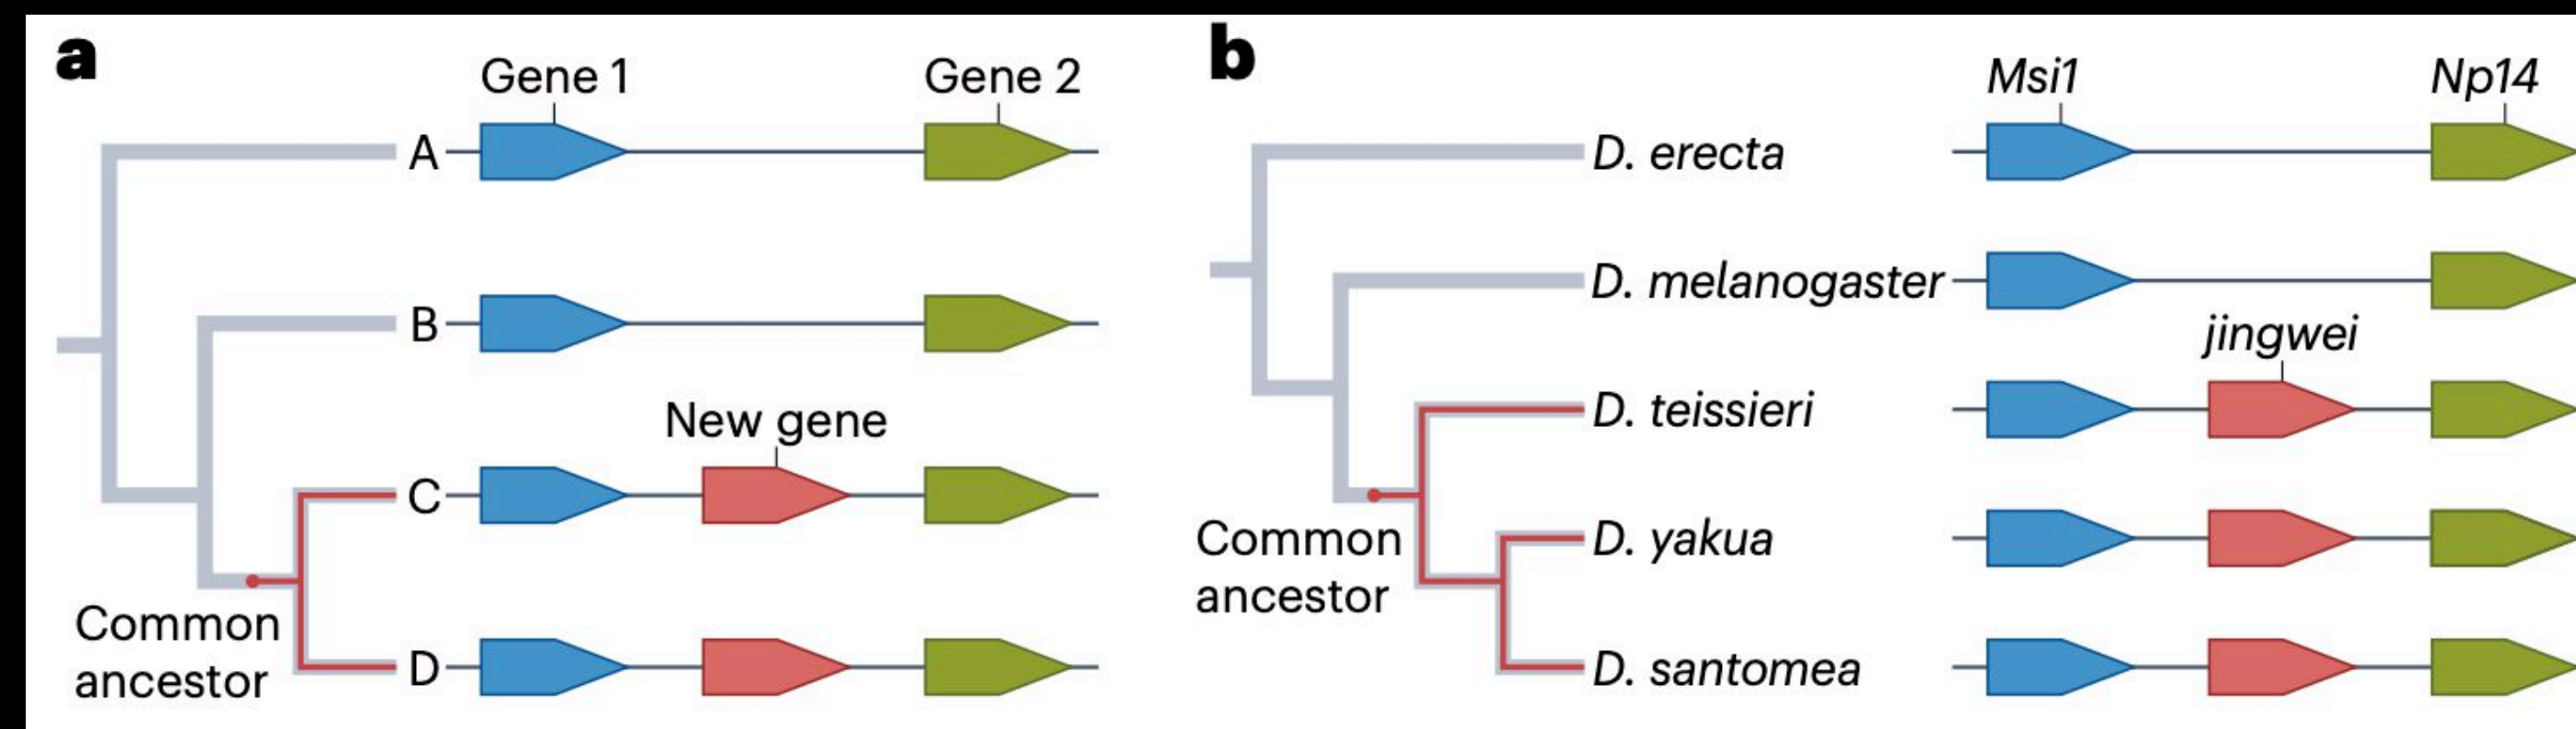 a
Gene 1
Gene 2
A
B
New gene
C
Common
ancestor
D
b
Msi1
Np14
D. erecta
D. melanogaster
jingwei
D. teissieri
Common
ancestor
D. yakua
D. santomea